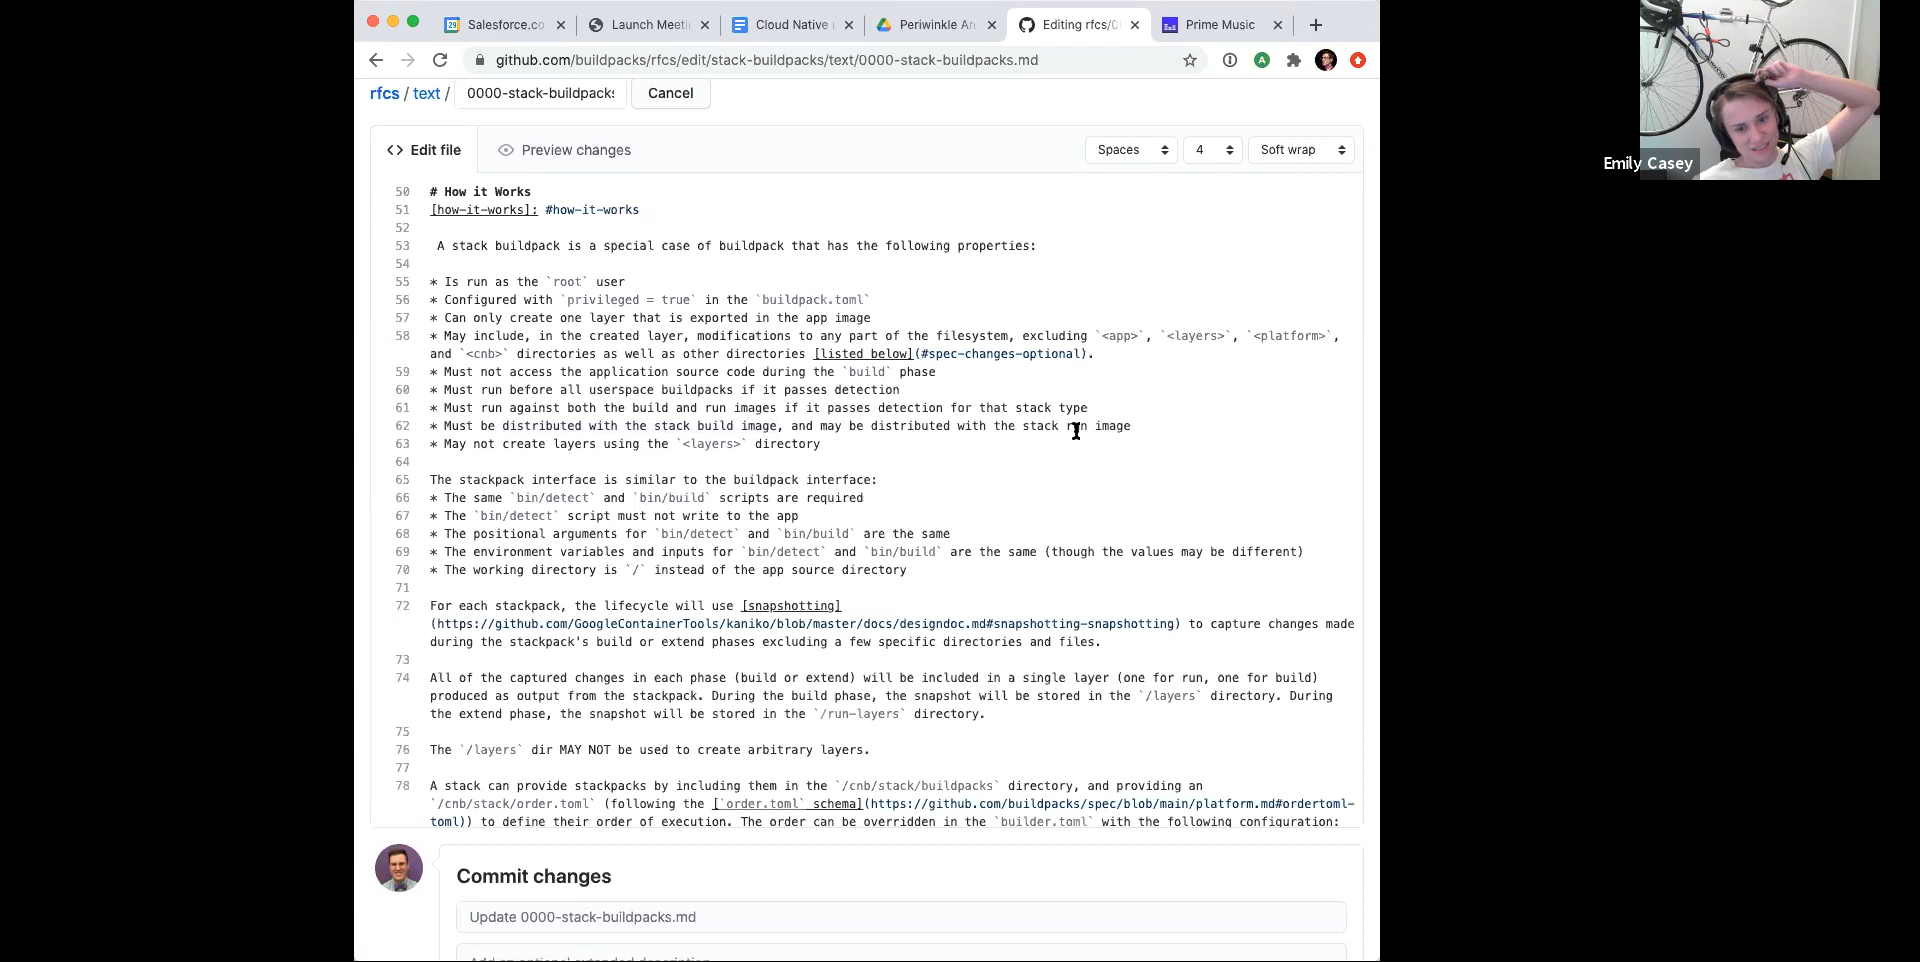 Salesforce.co
Launch Meeti
Cloud Native
Periwinkle Ar
Editing rfcs/0
Prime Music
github.com/buildpacks/rfcs/edit/stack-buildpacks/text/0000-stack-buildpacks.md
rfcs / text / 0000-stack-buildpacks Cancel
<> Edit file Preview changes Spaces 4 Soft wrap
50 # How it Works
51 [how-it-works]: #how-it-works
52
53 A stack buildpack is a special case of buildpack that has the following properties:
54
55 * Is run as the `root` user
56 * Configured with `privileged = true` in the `buildpack.toml`
57 * Can only create one layer that is exported in the app image
58 * May include, in the created layer, modifications to any part of the filesystem, excluding `<app>`, `<layers>`, `<platform>`,
and `<cnb>` directories as well as other directories [listed below](#spec-changes-optional).
59 * Must not access the application source code during the `build` phase
60 * Must run before all userspace buildpacks if it passes detection
61 * Must run against both the build and run images if it passes detection for that stack type
62 * Must be distributed with the stack build image, and may be distributed with the stack run image
63 * May not create layers using the `<layers>` directory
64
65 The stackpack interface is similar to the buildpack interface:
66 * The same `bin/detect` and `bin/build` scripts are required
67 * The `bin/detect` script must not write to the app
68 * The positional arguments for `bin/detect` and `bin/build` are the same
69 * The environment variables and inputs for `bin/detect` and `bin/build` are the same (though the values may be different)
70 * The working directory is `/` instead of the app source directory
71
72 For each stackpack, the lifecycle will use [snapshotting]
(https://github.com/GoogleContainerTools/kaniko/blob/master/docs/designdoc.md#snapshotting-snapshotting) to capture changes made
during the stackpack's build or extend phases excluding a few specific directories and files.
73
74 All of the captured changes in each phase (build or extend) will be included in a single layer (one for run, one for build)
produced as output from the stackpack. During the build phase, the snapshot will be stored in the `/layers` directory. During
the extend phase, the snapshot will be stored in the `/run-layers` directory.
75
76 The `/layers` dir MAY NOT be used to create arbitrary layers.
77
78 A stack can provide stackpacks by including them in the `/cnb/stack/buildpacks` directory, and providing an
`/cnb/stack/order.toml` (following the [`order.toml` schema](https://github.com/buildpacks/spec/blob/main/platform.md#ordertoml-
toml)) to define their order of execution. The order can be overridden in the `builder.toml` with the following configuration:
Commit changes
Update 0000-stack-buildpacks.md
Add an optional extended description
Emily Casey